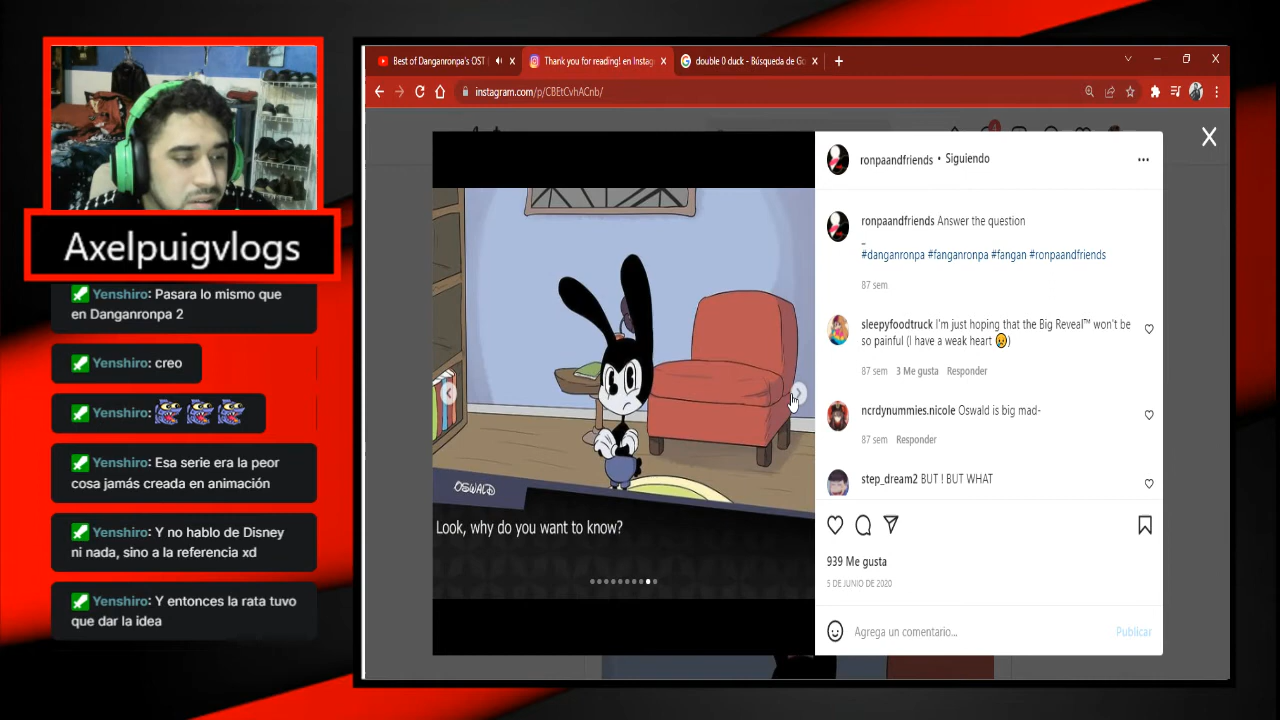 Axelpuigvlogs
Yenshiro: Pasara lo mismo que
en Danganronpa 2
Yenshiro: creo
Yenshiro:
Yenshiro: Esa serie era la peor
cosa jamás creada en animación
Yenshiro: Y no hablo de Disney
ni nada, sino a la referencia xd
Yenshiro: Y entonces la rata tuvo
que dar la idea
Best of Danganronpa's OST
Thank you for reading! en Instag
double 0 duck - Búsqueda de Go
instagram.com/p/CBEtCvhACnb/
OSWALD
Look, why do you want to know?
ronpaandfriends • Siguiendo
ronpaandfriends Answer the question
_
#danganronpa #fanganronpa #fangan #ronpaandfriends
87 sem
sleepyfoodtruck I'm just hoping that the Big Reveal™ won't be
so painful (I have a weak heart 😥)
87 sem 3 Me gusta Responder
ncrdynummies.nicole Oswald is big mad-
87 sem Responder
step_dream2 BUT ! BUT WHAT
939 Me gusta
5 DE JUNIO DE 2020
Agrega un comentario...
Publicar